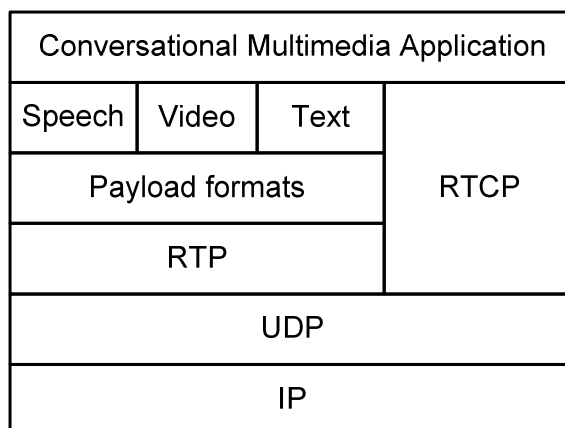 Conversational Multimedia Application
Speech Video Text
Payload formats
RTCP
RTP
UDP
IP